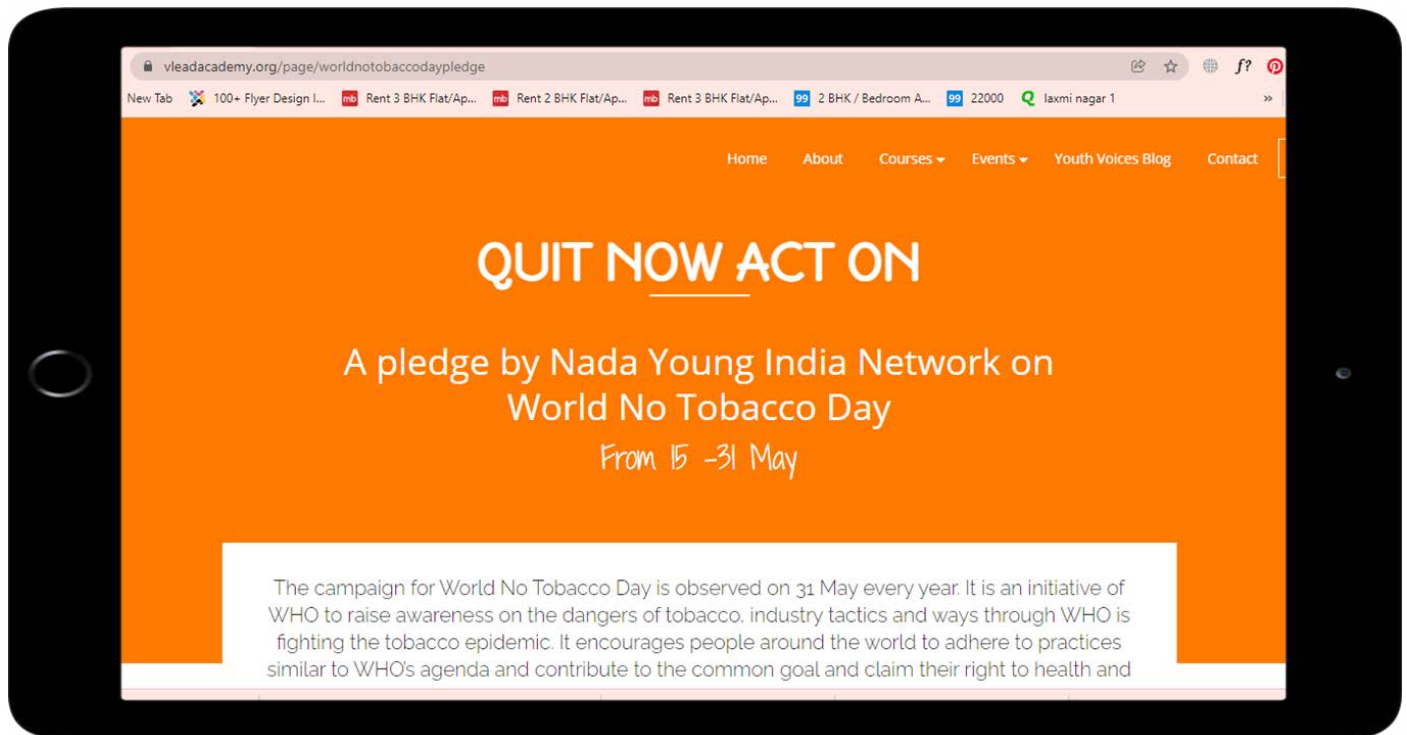 vleadacademy.org/page/worldnotobaccodaypledge
f?
New Tab 100+ Flyer Design I... mb Rent 3 BHK Flat/Ap... mb Rent 2 BHK Flat/Ap... mb Rent 3 BHK Flat/Ap... 99 2 BHK / Bedroom A... 99 22000 Q laxmi nagar 1 »
Home About Courses Events Youth Voices Blog Contact
QUIT NOW ACT ON
A pledge by Nada Young India Network on
World No Tobacco Day
From 15 -31 May
The campaign for World No Tobacco Day is observed on 31 May every year. It is an initiative of
WHO to raise awareness on the dangers of tobacco, industry tactics and ways through WHO is
fighting the tobacco epidemic. It encourages people around the world to adhere to practices
similar to WHO's agenda and contribute to the common goal and claim their right to health and